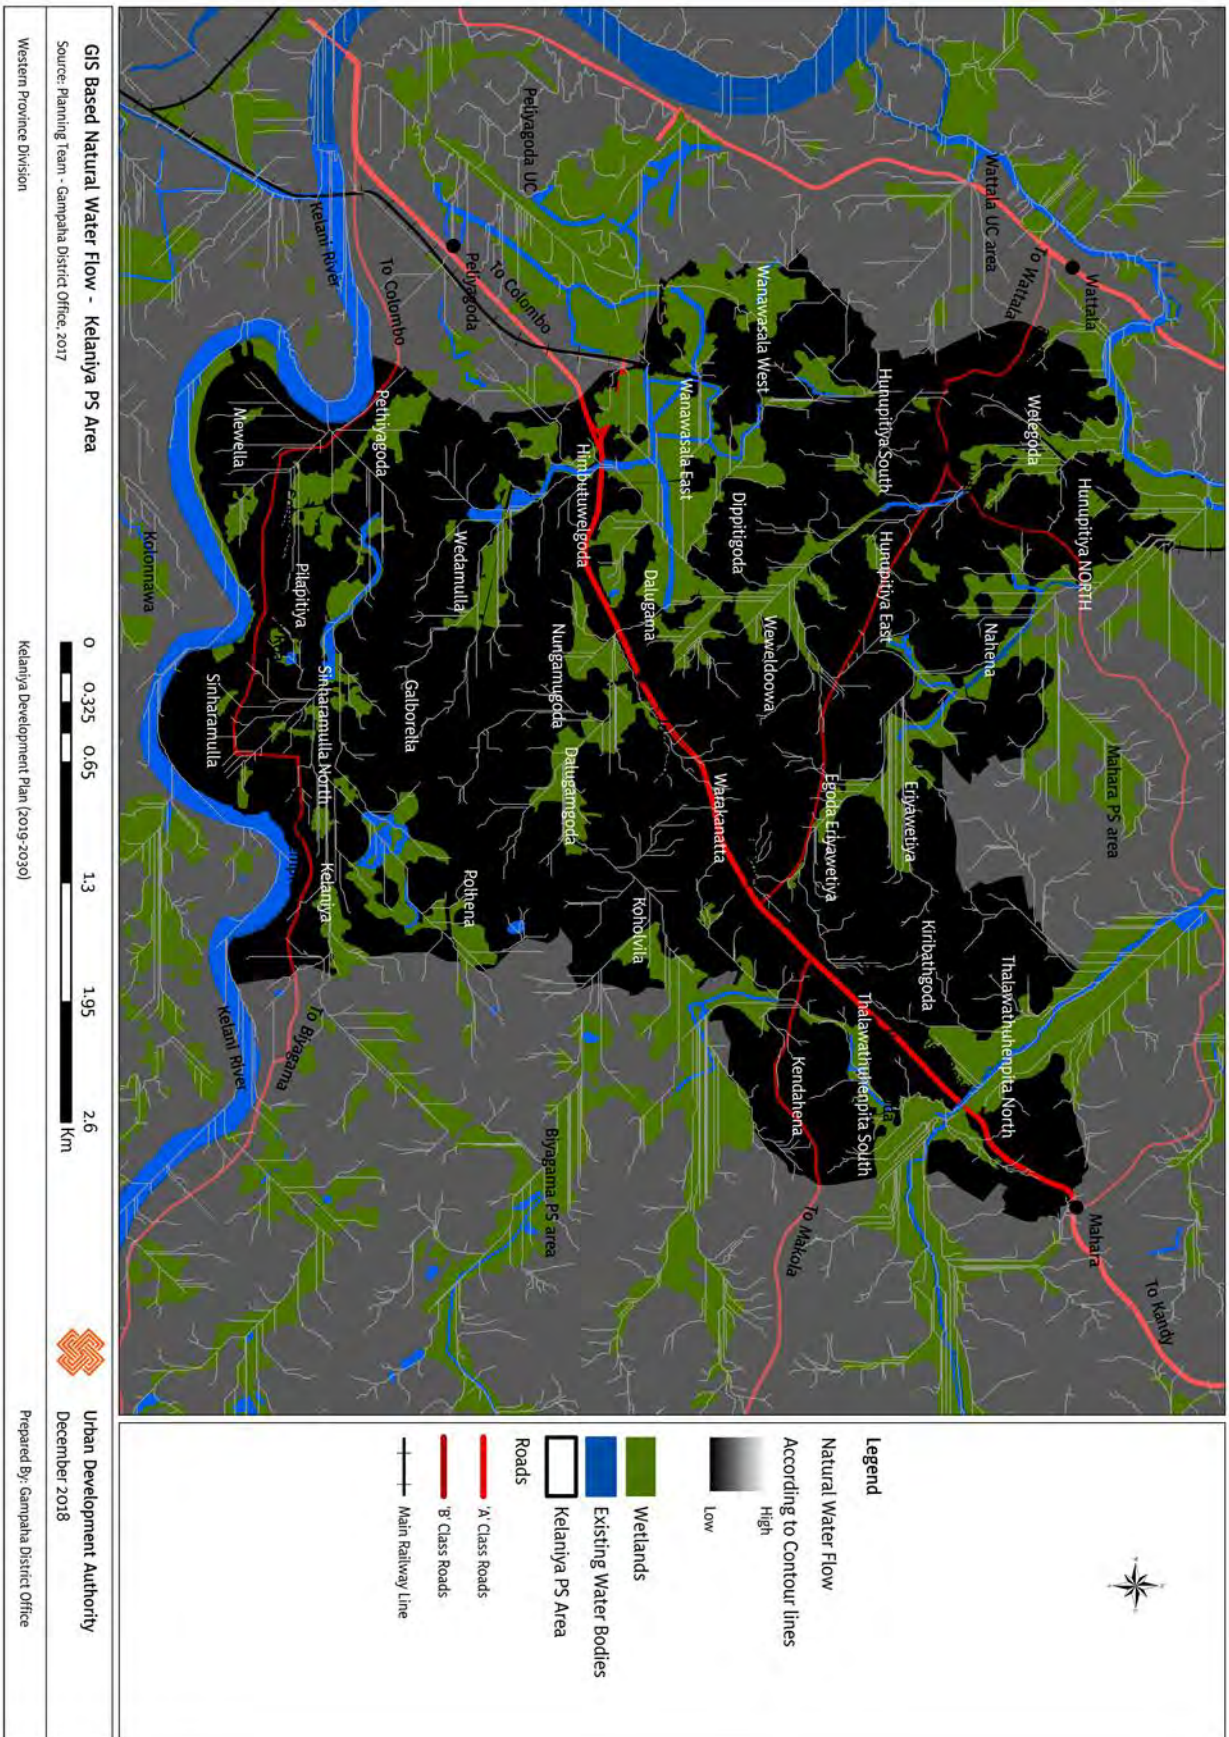 Wattala UC area
Wattala
To Wattala
Peliyagoda UC
Peliyagoda
To Colombo
To Colombo
Kelani River
Welegoda
Hunupitiya NORTH
Hunupitiya South
Hunupitiya East
Wanawasala West
Wanawasala East
Dippitigoda
Nahena
Mahara PS area
Weweldoowa
Dalugama
Himbutuwelgoda
Wedamulla
Pethiyagoda
Mewella
Kolonnawa
Pilapitiya
Nungamugoda
Galborella
Sinharamulla North
Sinharamulla
Dalugamgoda
Warakanatta
Egoda Eriyawetiya
Eriyawetiya
Kiribathgoda
Thalawathuhenpita North
Thalawathuhenpita South
Koholvila
Polhena
Kelaniya
Kendahena
Mahara
To Kandy
To Makola
Biyagama PS area
To Biyagama
Kelani River
Legend
Natural Water Flow
According to Contour lines
High
Low
Wetlands
Existing Water Bodies
Kelaniya PS Area
Roads
'A' Class Roads
'B' Class Roads
Main Railway Line
GIS Based Natural Water Flow - Kelaniya PS Area
Source: Planning Team - Gampaha District Office, 2017
0 0.325 0.65 1.3 1.95 2.6
Km
Urban Development Authority
December 2018
Western Province Division
Kelaniya Development Plan (2019-2030)
Prepared By: Gampaha District Office